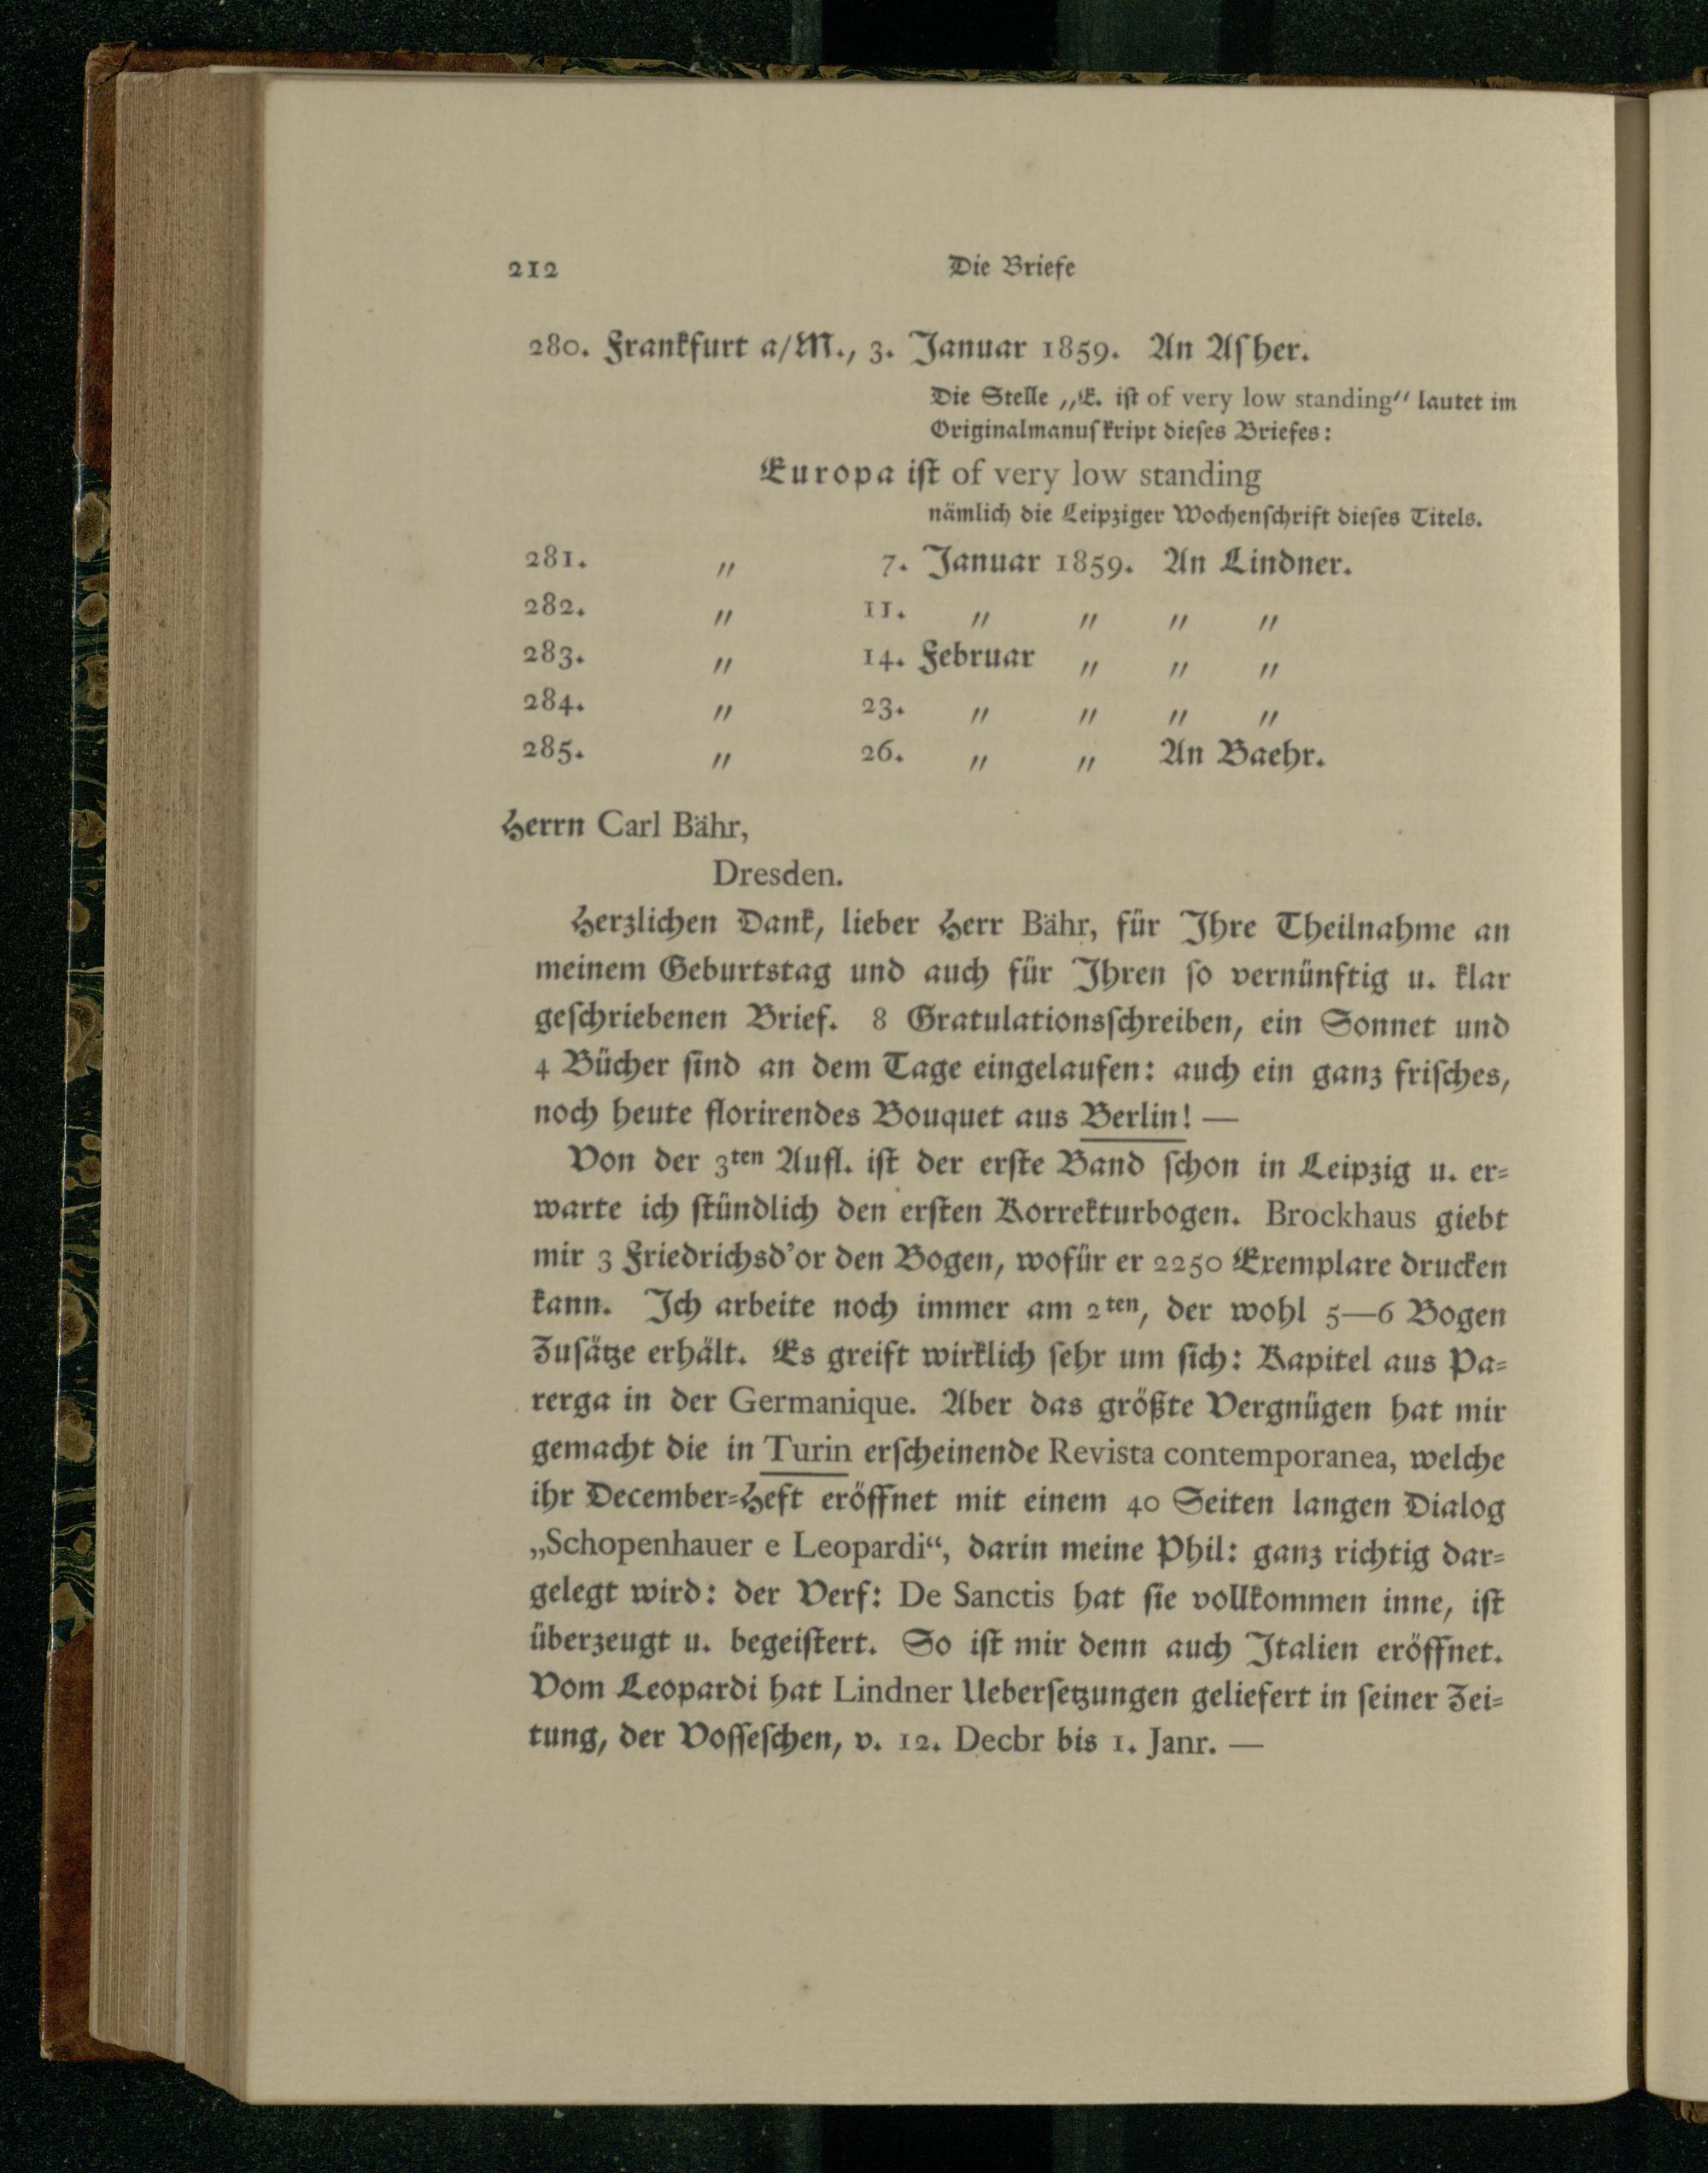 212 Die Briefe
280. Frankfurt a/M., 3. Januar 1859. An Asher.
Die Stelle „E. ist of very low standing″ lautet im
Originalmanuskript dieses Briefes:
Europa ist of very low standing
nämlich die Leipziger Wochenschrift dieses Titels.
281. ″ 7. Januar 1859. An Lindner.
282. ″ 11. ″ ″ ″ ″
283. ″ 14. Februar ″ ″ ″
284. ″ 23. ″ ″ ″ ″
285. ″ 26. ″ ″ An Baehr.
Herrn Carl Bähr,
Dresden.
Herzlichen Dank, lieber Herr Bähr, für Ihre Theilnahme an
meinem Geburtstag und auch für Ihren so vernünftig u. klar
geschriebenen Brief. 8 Gratulationsschreiben, ein Sonnet und
4 Bücher sind an dem Tage eingelaufen: auch ein ganz frisches,
noch heute florirendes Bouquet aus Berlin! —
Von der 3ten Aufl. ist der erste Band schon in Leipzig u. er-
warte ich stündlich den ersten Korrekturbogen. Brockhaus giebt
mir 3 Friedrichsd'or den Bogen, wofür er 2250 Exemplare drucken
kann. Ich arbeite noch immer am 2ten, der wohl 5—6 Bogen
Zusätze erhält. Es greift wirklich sehr um sich: Kapitel aus Pa-
rerga in der Germanique. Aber das größte Vergnügen hat mir
gemacht die in Turin erscheinende Revista contemporanea, welche
ihr December-Heft eröffnet mit einem 40 Seiten langen Dialog
„Schopenhauer e Leopardi“, darin meine Phil: ganz richtig dar-
gelegt wird: der Verf: De Sanctis hat sie vollkommen inne, ist
überzeugt u. begeistert. So ist mir denn auch Italien eröffnet.
Vom Leopardi hat Lindner Uebersetzungen geliefert in seiner Zei-
tung, der Vosseschen, v. 12. Decbr bis 1. Janr. —